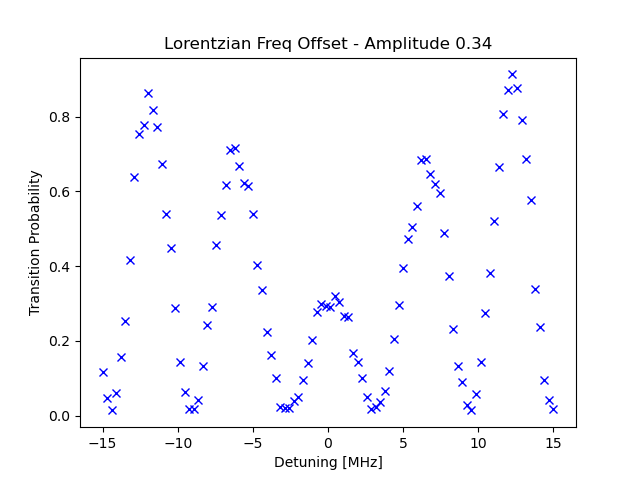 Lorentzian Freq Offset - Amplitude 0.34
Transition Probability
0.8
0.6
0.4
0.2
0.0
−15 −10 −5 0 5 10 15
Detuning [MHz]